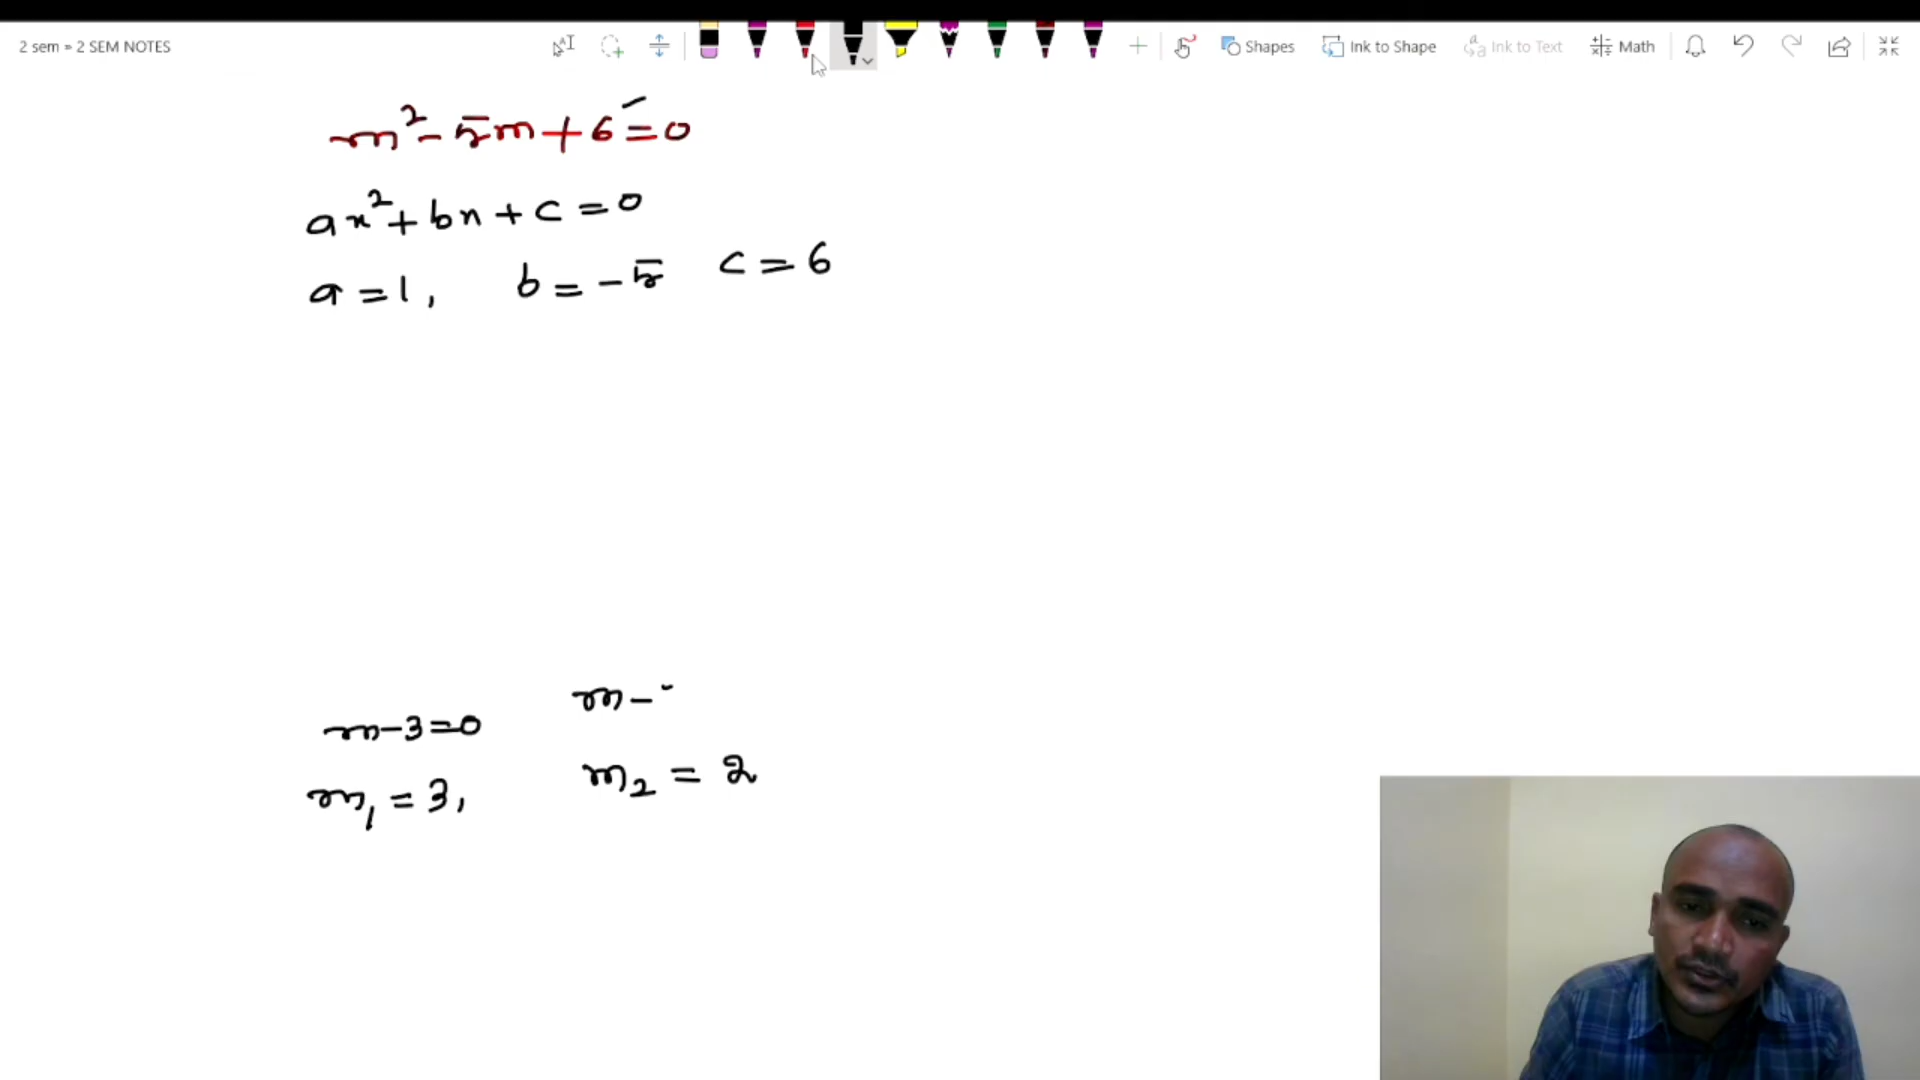 2 sem » 2 SEM NOTES
Shapes Ink to Shape Ink to Text Math
m² - 5m + 6 = 0
ax² + bx + c = 0
a = 1, b = -5 c = 6
m - 3 = 0 m -
m₁ = 3, m₂ = 2